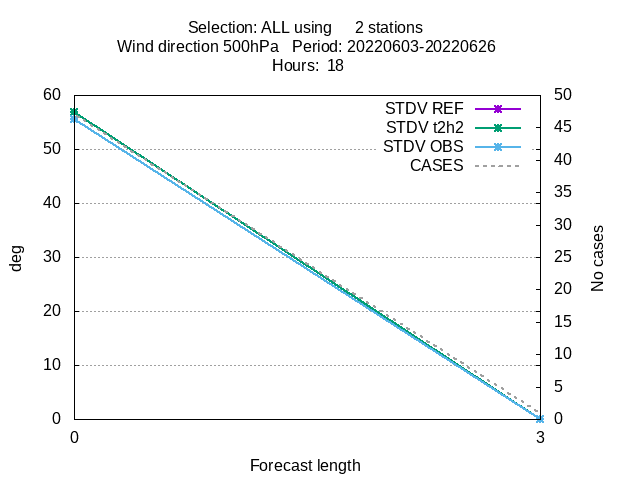 Selection: ALL using     2 stations
Wind direction 500hPa   Period: 20220603-20220626
Hours:  18
STDV REF
STDV t2h2
STDV OBS
CASES
deg
60
50
40
30
20
10
0
50
45
40
35
30
25
20
15
10
5
0
No cases
0 3
Forecast length